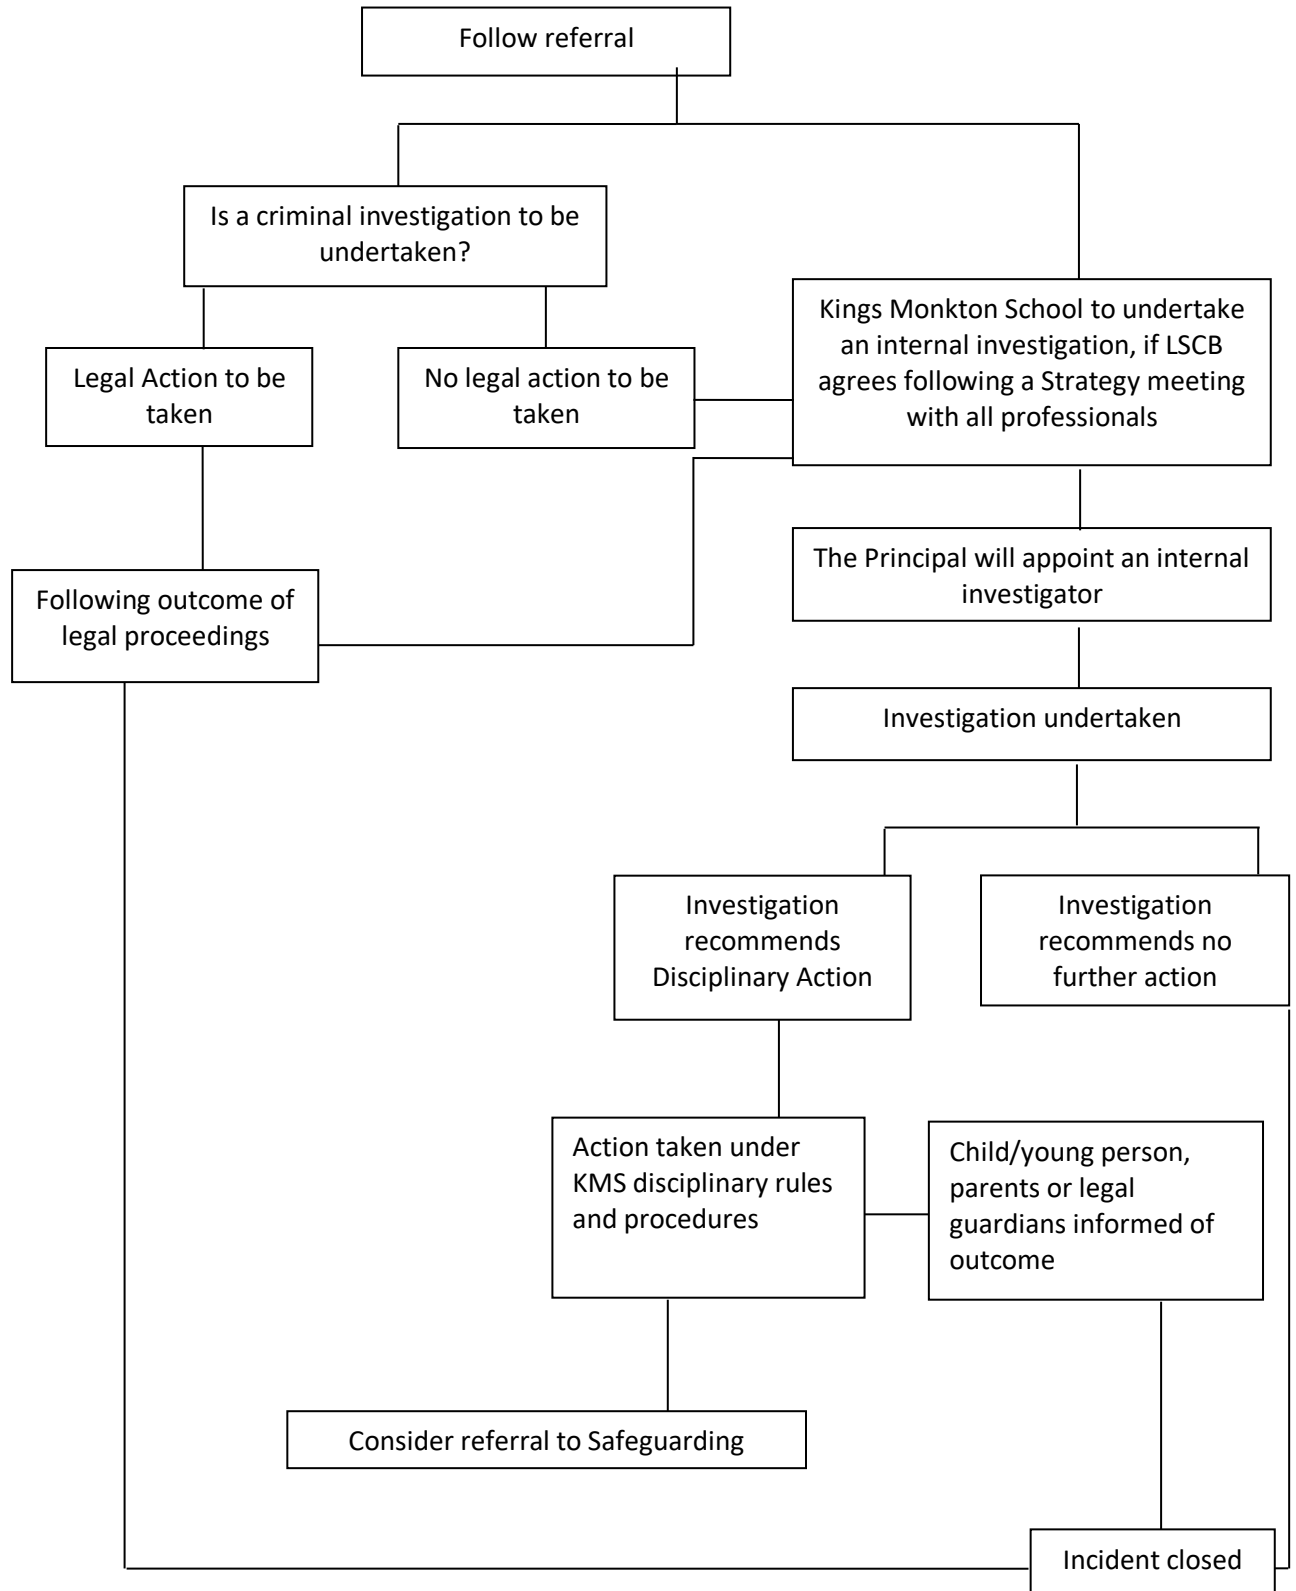 Follow referral
Is a criminal investigation to be
undertaken?
Kings Monkton School to undertake
an internal investigation, if LSCB
agrees following a Strategy meeting
with all professionals
Legal Action to be
taken
No legal action to be
taken
The Principal will appoint an internal
investigator
Following outcome of
legal proceedings
Investigation undertaken
Investigation
recommends
Disciplinary Action
Investigation
recommends no
further action
Action taken under
KMS disciplinary rules
and procedures
Child/young person,
parents or legal
guardians informed of
outcome
Consider referral to Safeguarding
Incident closed